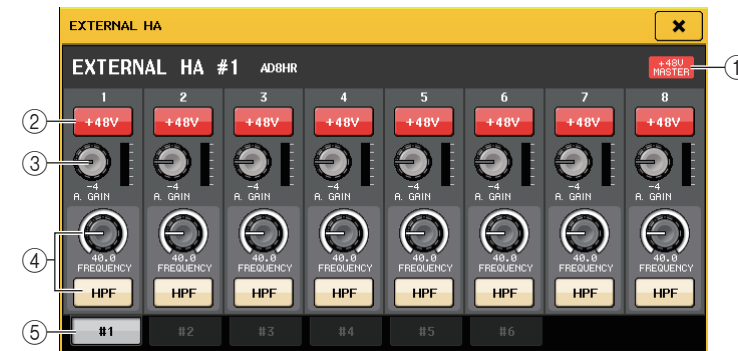 EXTERNAL HA
EXTERNAL HA #1 AD8HR
+48V
MASTER
①
1 2 3 4 5 6 7 8
② +48V +48V +48V +48V +48V +48V +48V +48V
③
-4 -4 -4 -4 -4 -4 -4 -4
A. GAIN A. GAIN A. GAIN A. GAIN A. GAIN A. GAIN A. GAIN A. GAIN
④
40.0 40.0 40.0 40.0 40.0 40.0 40.0 40.0
FREQUENCY FREQUENCY FREQUENCY FREQUENCY FREQUENCY FREQUENCY FREQUENCY FREQUENCY
HPF HPF HPF HPF HPF HPF HPF HPF
⑤ #1 #2 #3 #4 #5 #6